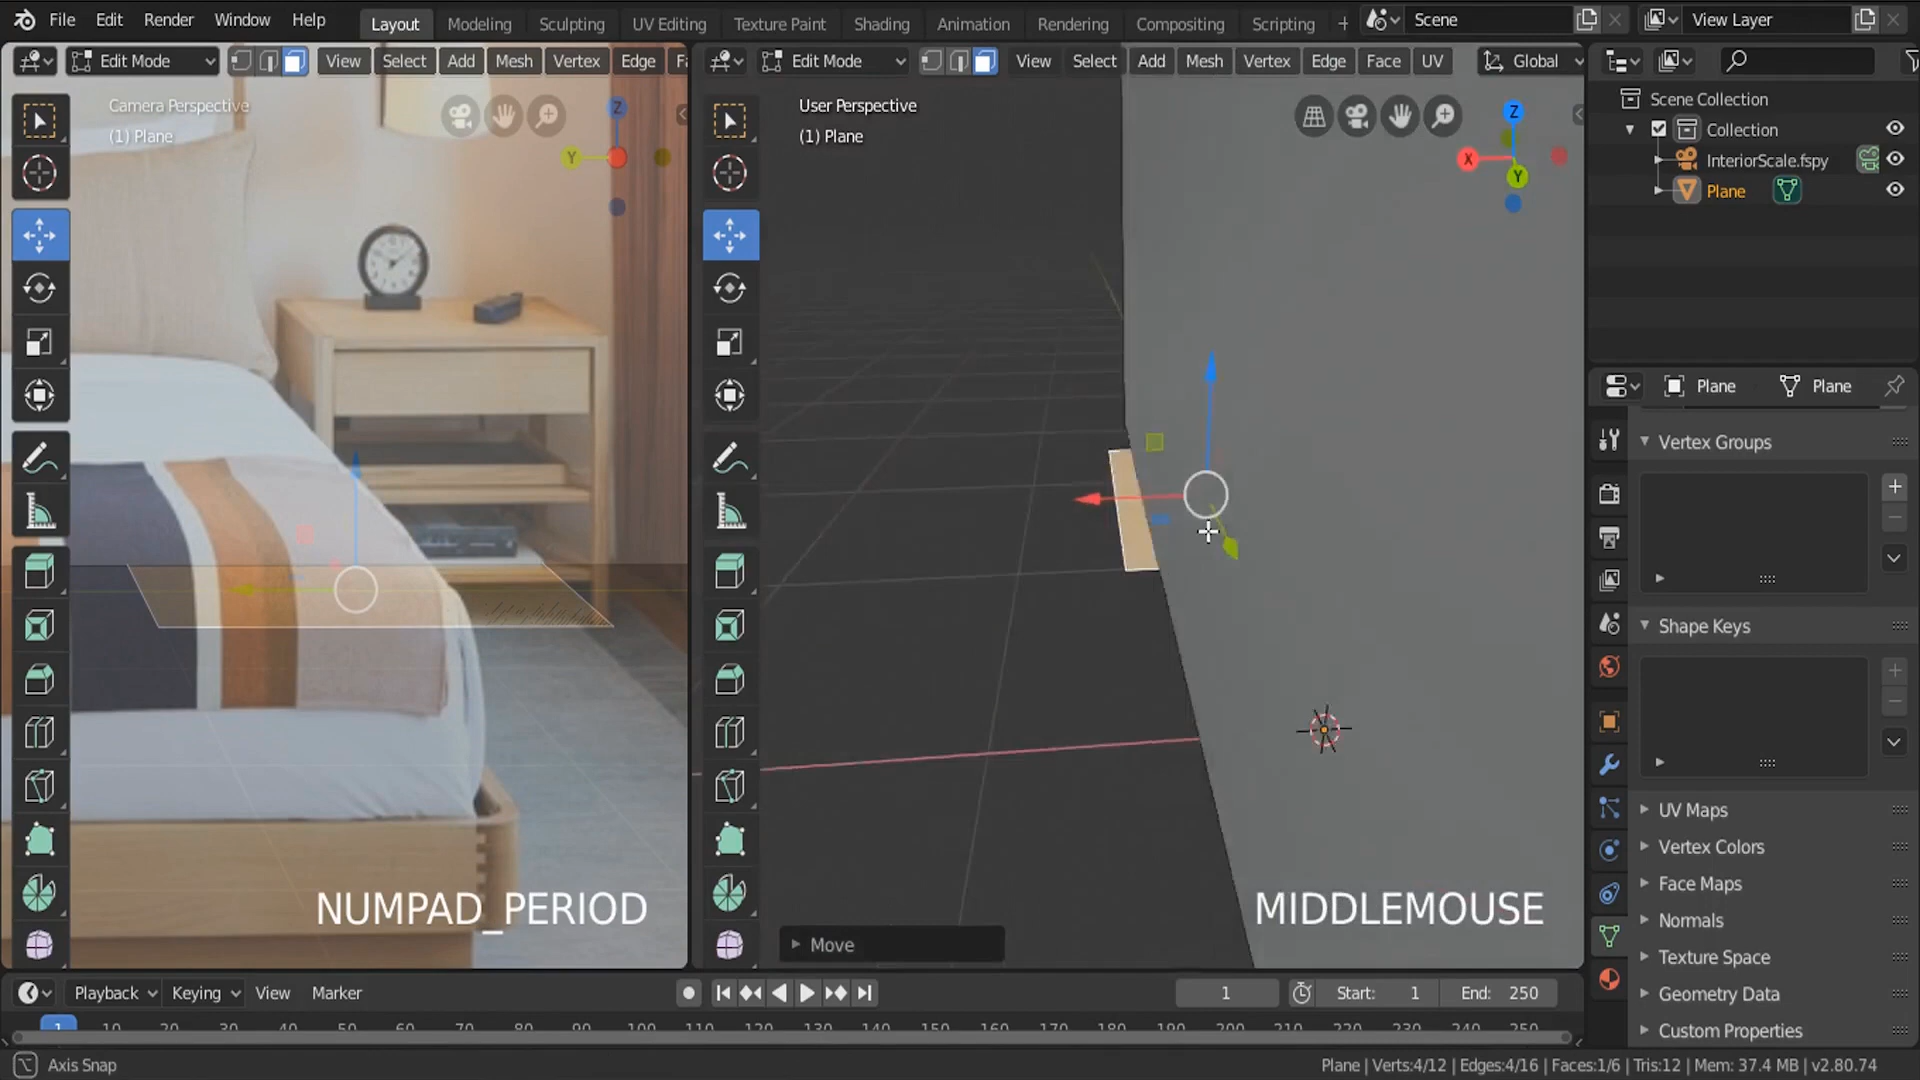 File Edit Render Window Help Layout Modeling Sculpting UV Editing Texture Paint Shading Animation Rendering Compositing Scripting + Scene View Layer
Edit Mode View Select Add Mesh Vertex Edge Fa
Edit Mode View Select Add Mesh Vertex Edge Face UV Global
Camera Perspective
(1) Plane
Z
Y
User Perspective
(1) Plane
Z
X
Y
Scene Collection
Collection
InteriorScale.fspy
Plane
Plane Plane
Vertex Groups
Shape Keys
UV Maps
Vertex Colors
Face Maps
Normals
Texture Space
Geometry Data
Custom Properties
NUMPAD_PERIOD
MIDDLEMOUSE
Move
Playback Keying View Marker 1 Start: 1 End: 250
1 10 20 30 40 50 60 70 80 90 100 110 120 130 140 150 160 170 180 190 200 210 220 230 240 250
Axis Snap
Plane | Verts:4/12 | Edges:4/16 | Faces:1/6 | Tris:12 | Mem: 37.4 MB | v2.80.74